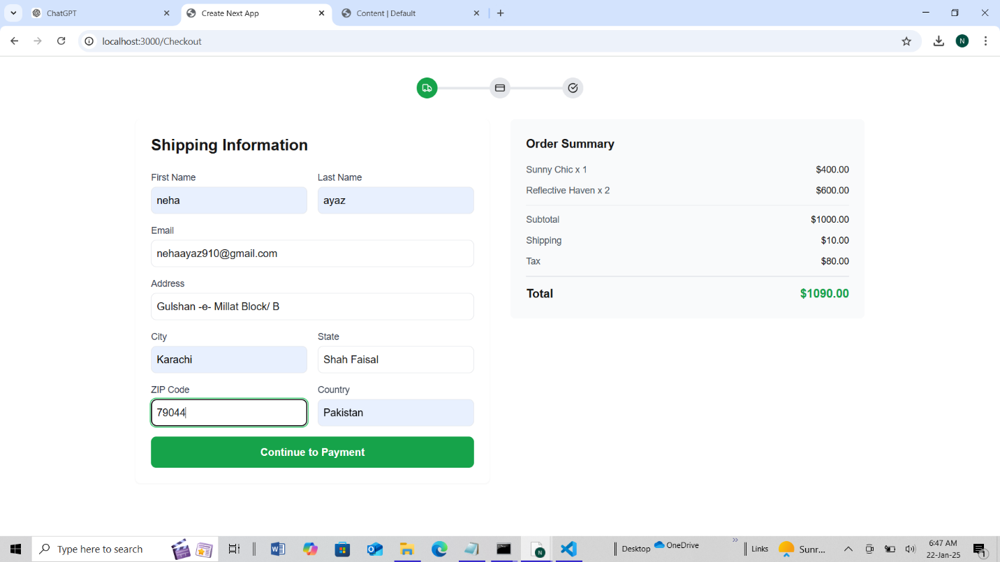 ChatGPT
Create Next App
Content | Default
localhost:3000/Checkout
N
Shipping Information
First Name
Last Name
neha
ayaz
Email
nehaayaz910@gmail.com
Address
Gulshan -e- Millat Block/ B
City
State
Karachi
Shah Faisal
ZIP Code
Country
79044
Pakistan
Continue to Payment
Order Summary
Sunny Chic x 1 $400.00
Reflective Haven x 2 $600.00
Subtotal $1000.00
Shipping $10.00
Tax $80.00
Total $1090.00
Type here to search
N
Desktop
OneDrive
Links
Sunr...
6:47 AM
22-Jan-25
1